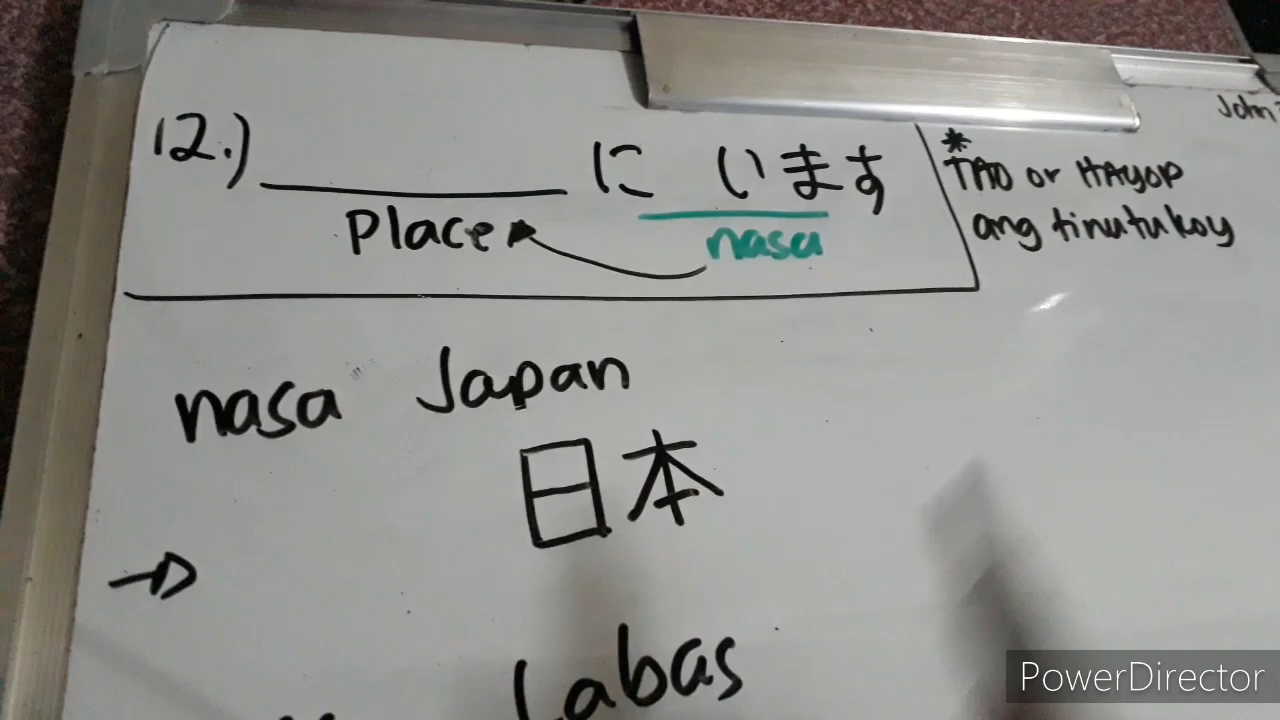 12.) __________ に います
Place nasa
* TAO or HAYOP
ang tinutukoy
John
nasa Japan
日本
→
labas
PowerDirector